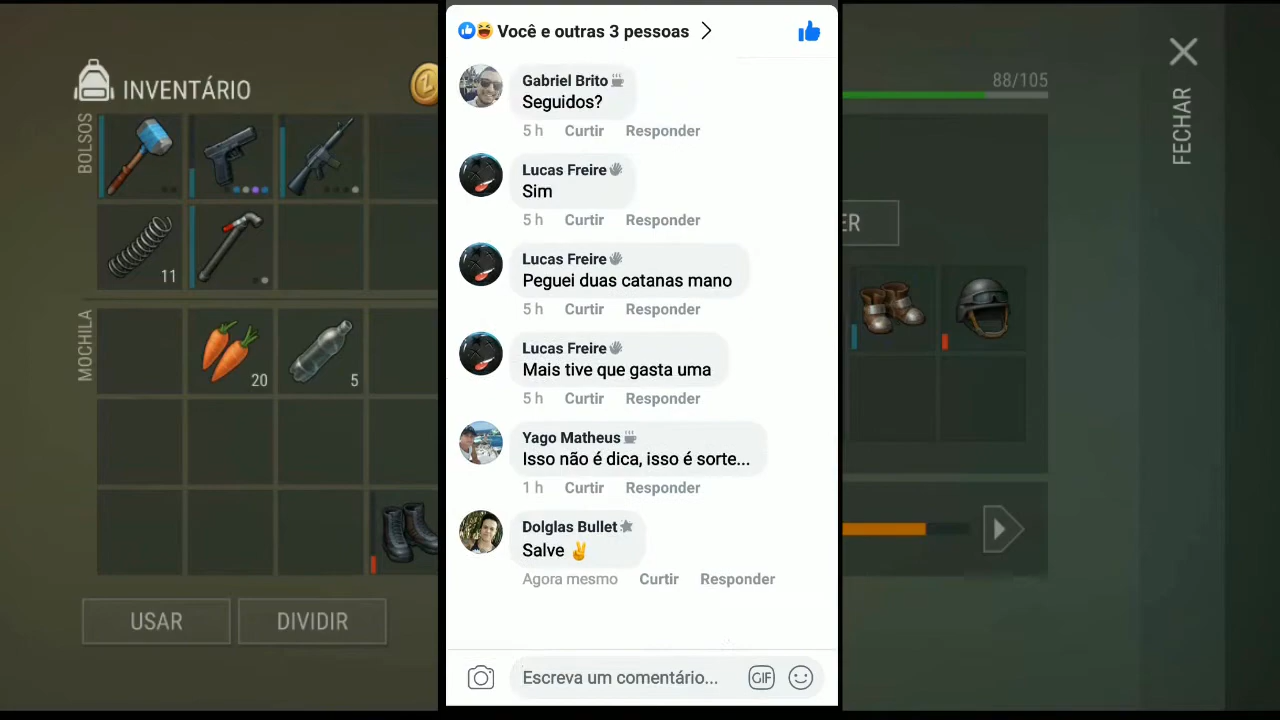 INVENTÁRIO
BOLSOS
11
MOCHILA
20
5
USAR
DIVIDIR
Você e outras 3 pessoas
Gabriel Brito
Seguidos?
5 h Curtir Responder
Lucas Freire
Sim
5 h Curtir Responder
Lucas Freire
Peguei duas catanas mano
5 h Curtir Responder
Lucas Freire
Mais tive que gasta uma
5 h Curtir Responder
Yago Matheus
Isso não é dica, isso é sorte...
1 h Curtir Responder
Dolglas Bullet
Salve ✌
Agora mesmo Curtir Responder
Escreva um comentário...
GIF
88/105
ER
FECHAR